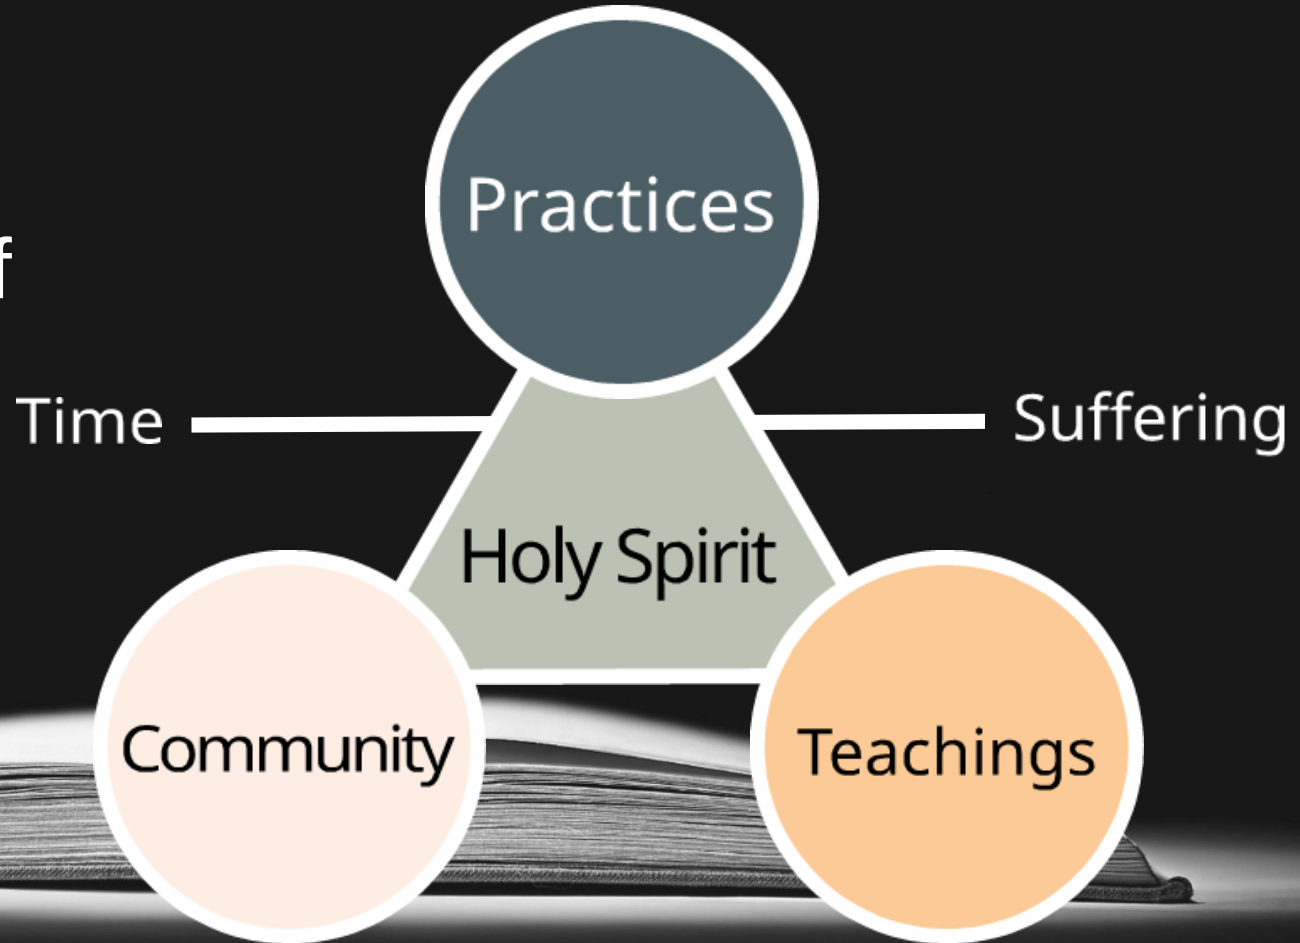 Practices
f
Time
Suffering
Holy Spirit
Community
Teachings